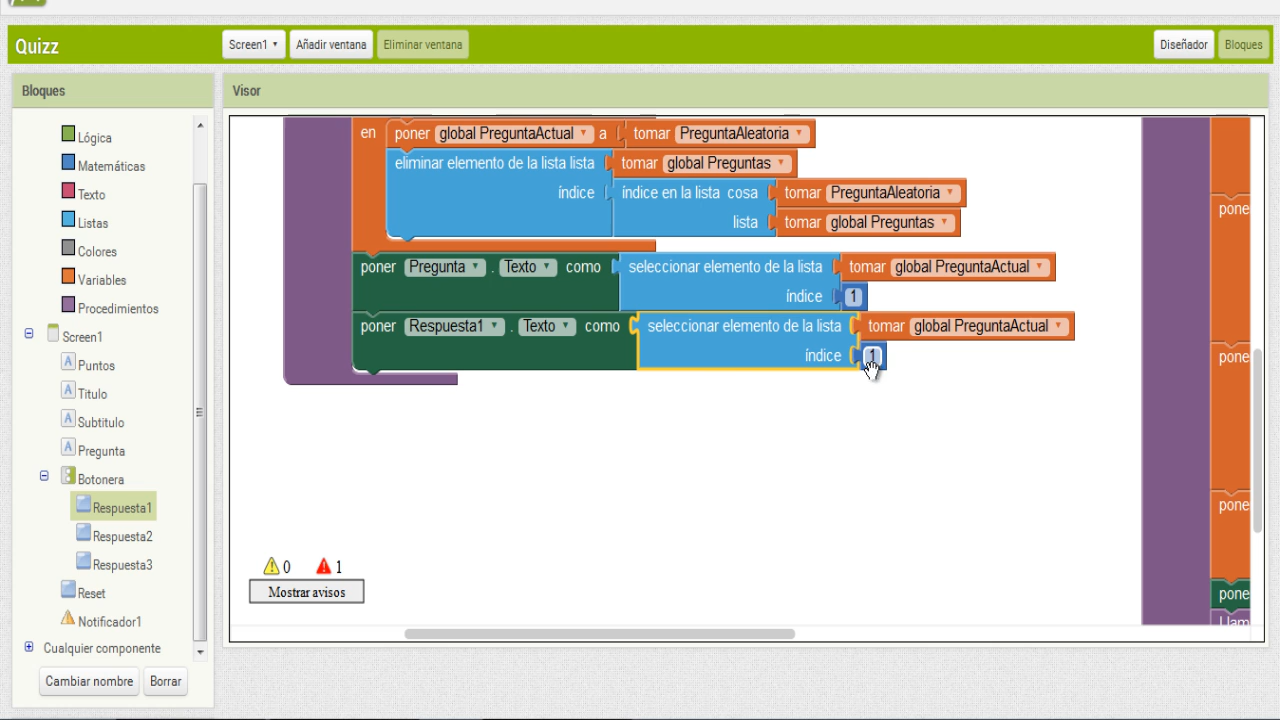 Quizz
Screen1 Añadir ventana Eliminar ventana Diseñador Bloques
Bloques
Visor
Lógica
Matemáticas
Texto
Listas
Colores
Variables
Procedimientos
Screen1
Puntos
Titulo
Subtitulo
Pregunta
Botonera
Respuesta1
Respuesta2
Respuesta3
Reset
Notificador1
Cualquier componente
Cambiar nombre Borrar
en poner global PreguntaActual a tomar PreguntaAleatoria
eliminar elemento de la lista lista tomar global Preguntas
índice índice en la lista cosa tomar PreguntaAleatoria
lista tomar global Preguntas
poner Pregunta . Texto como seleccionar elemento de la lista tomar global PreguntaActual
índice 1
poner Respuesta1 . Texto como seleccionar elemento de la lista tomar global PreguntaActual
índice 1
0 1
Mostrar avisos
pone
pone
pone
pone